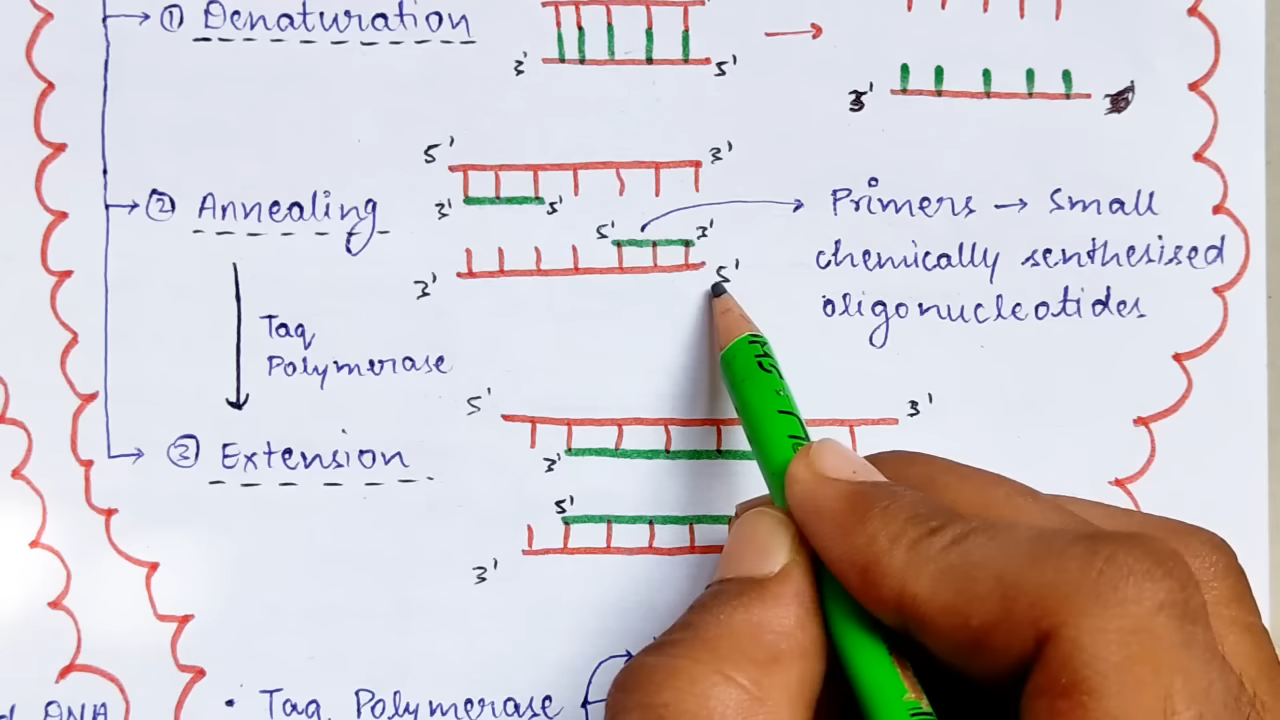 ① Denaturation
3' 5'
3'
5' 3'
② Annealing
3' 5'
Primers → Small
5' 3'
chemically senthesised
3' 5'
oligonucleotides
Taq
Polymerase
5' 3'
③ Extension
3'
5'
3'
• Taq Polymerase
DNA